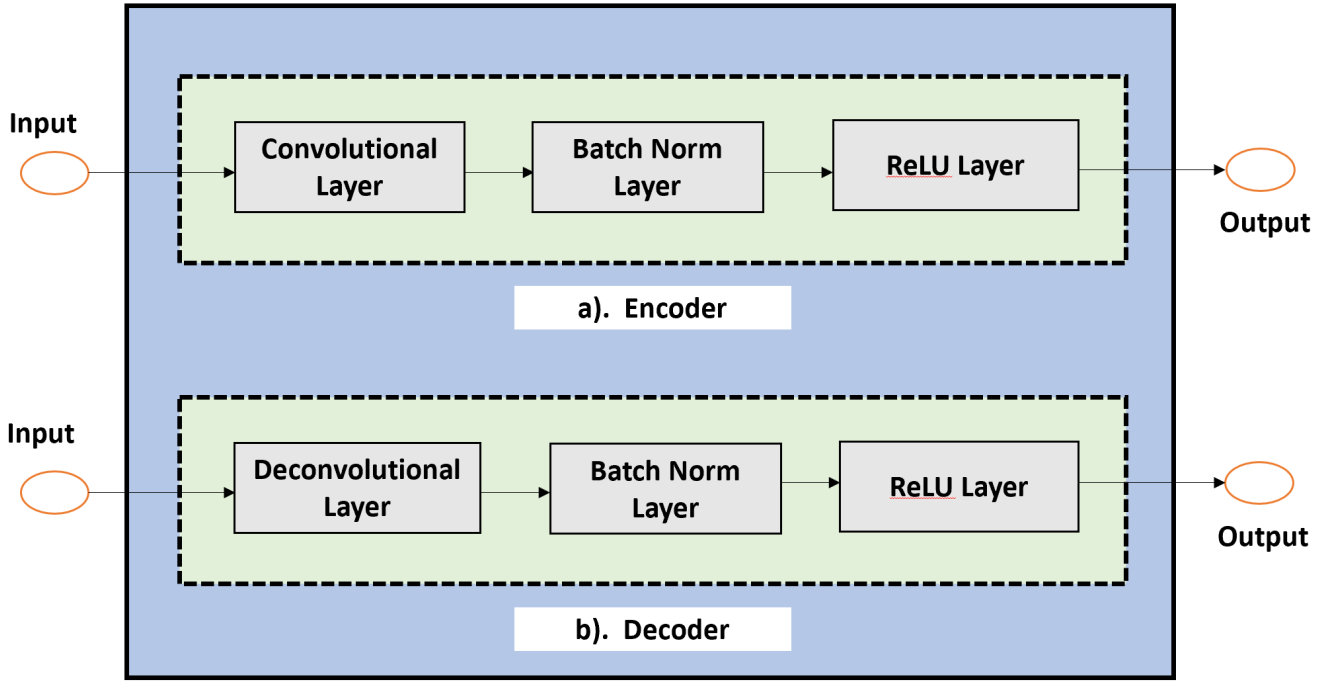 Input
Convolutional
Layer
Batch Norm
Layer
ReLU Layer
Output
a). Encoder
Input
Deconvolutional
Layer
Batch Norm
Layer
ReLU Layer
Output
b). Decoder